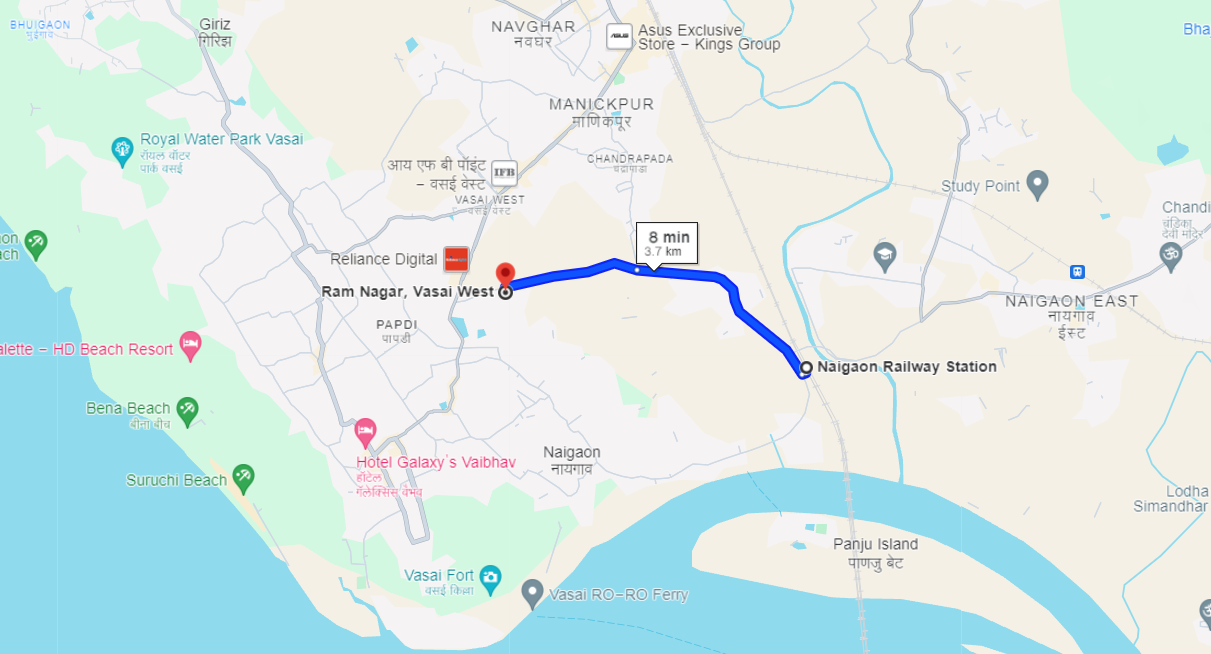 BHUIGAON
भुईगाव
Giriz
गिरिझ
NAVGHAR
नवघर
ASUS
Asus Exclusive
Store – Kings Group
Bha
MANICKPUR
माणिकपूर
Royal Water Park Vasai
रॉयल वॉटर
पार्क वसई
CHANDRAPADA
चंद्रपाडा
आय एफ बी पॉइंट
– वसई वेस्ट
IFB
VASAI WEST
वसई वेस्ट
Study Point
Chandi
चंडिका
देवी मंदिर
on
ach
8 min
3.7 km
Reliance Digital
Ram Nagar, Vasai West
NAIGAON EAST
नायगाव
ईस्ट
PAPDI
पापडी
alette – HD Beach Resort
Naigaon Railway Station
Bena Beach
बीना बीच
Naigaon
नायगाव
Hotel Galaxy's Vaibhav
हॉटेल
– गॅलेक्सिस वैभव
Suruchi Beach
Lodha
Simandhar
Panju Island
पाणजु बेट
Vasai Fort
वसई किल्ला
Vasai RO–RO Ferry